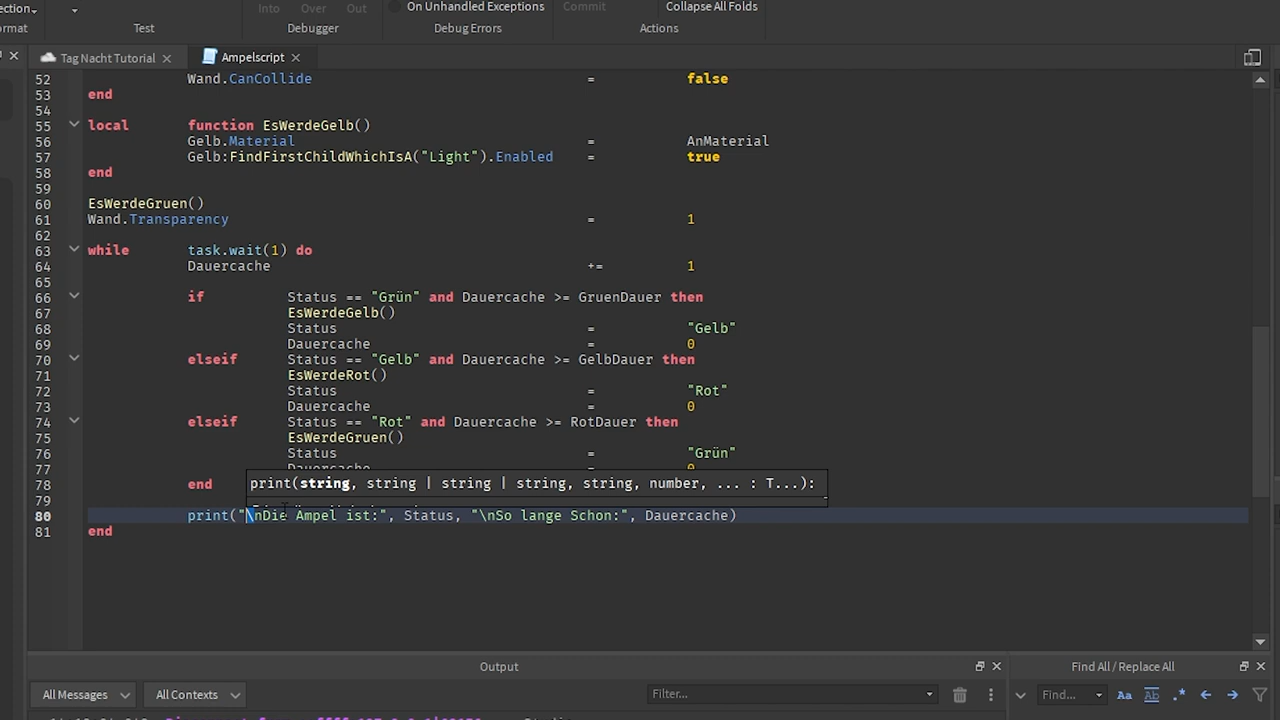 ection
Into Over Out
On Unhandled Exceptions
Commit
Collapse All Folds
ormat
Test
Debugger
Debug Errors
Actions
Tag Nacht Tutorial
Ampelscript
52 Wand.CanCollide = false
53 end
54
55 local function EsWerdeGelb()
56 Gelb.Material = AnMaterial
57 Gelb:FindFirstChildWhichIsA("Light").Enabled = true
58 end
59
60 EsWerdeGruen()
61 Wand.Transparency = 1
62
63 while task.wait(1) do
64 Dauercache += 1
65
66 if Status == "Grün" and Dauercache >= GruenDauer then
67 EsWerdeGelb()
68 Status = "Gelb"
69 Dauercache = 0
70 elseif Status == "Gelb" and Dauercache >= GelbDauer then
71 EsWerdeRot()
72 Status = "Rot"
73 Dauercache = 0
74 elseif Status == "Rot" and Dauercache >= RotDauer then
75 EsWerdeGruen()
76 Status = "Grün"
77 Dauercache = 0
78 end
print(string, string | string | string, string, number, ... : T...):
79
80 print("\nDie Ampel ist:", Status, "\nSo lange Schon:", Dauercache)
81 end
Output
Find All / Replace All
All Messages
All Contexts
Filter...
Find...
Aa
Ab